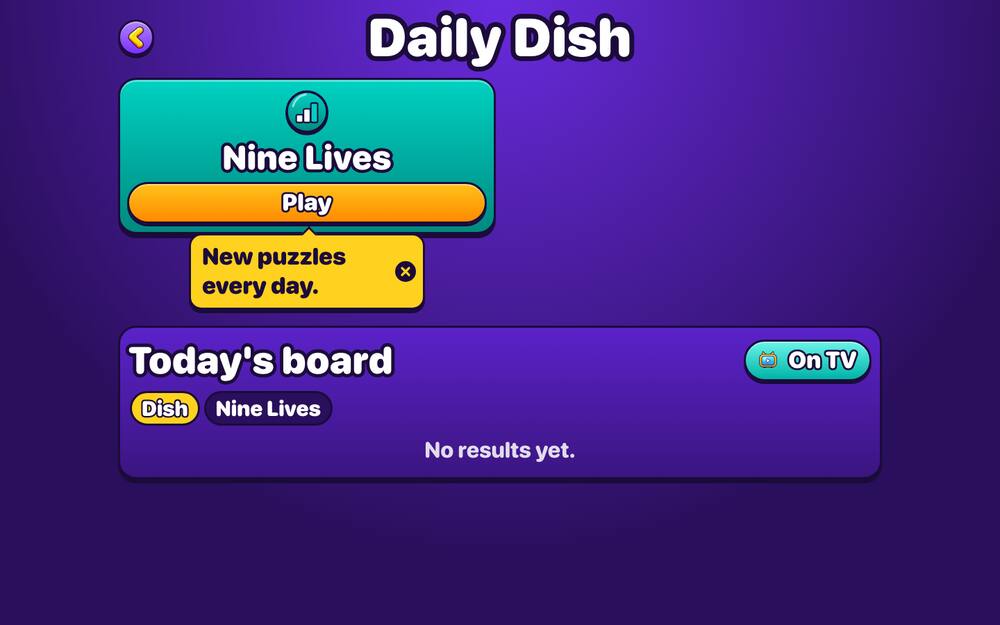 Daily Dish
Nine Lives
Play
New puzzles
every day.
Today's board
On TV
Dish
Nine Lives
No results yet.